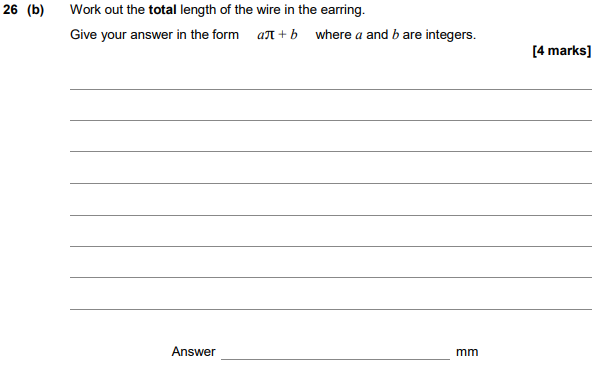 26 (b) Work out the total length of the wire in the earring.
Give your answer in the form aπ + b where a and b are integers.
[4 marks]
Answer mm